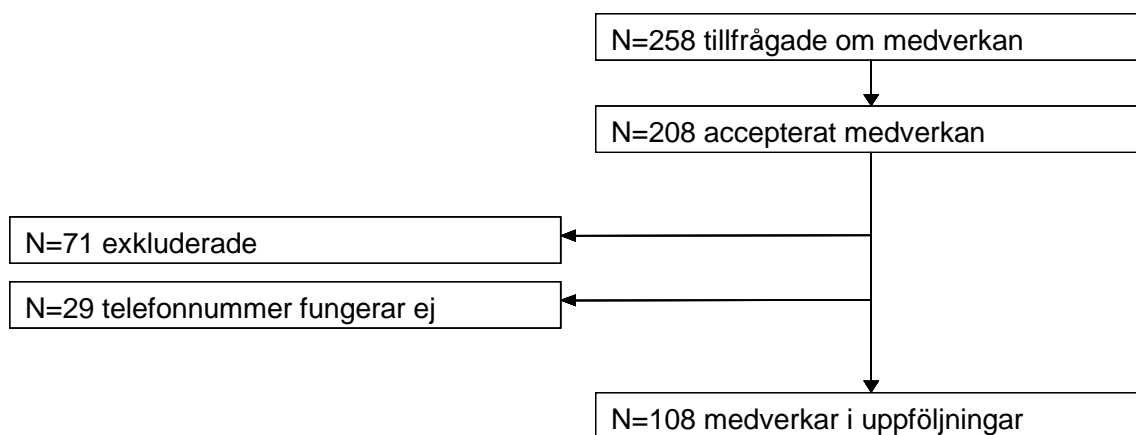 N=258 tillfrågade om medverkan
N=208 accepterat medverkan
N=71 exkluderade
N=29 telefonnummer fungerar ej
N=108 medverkar i uppföljningar